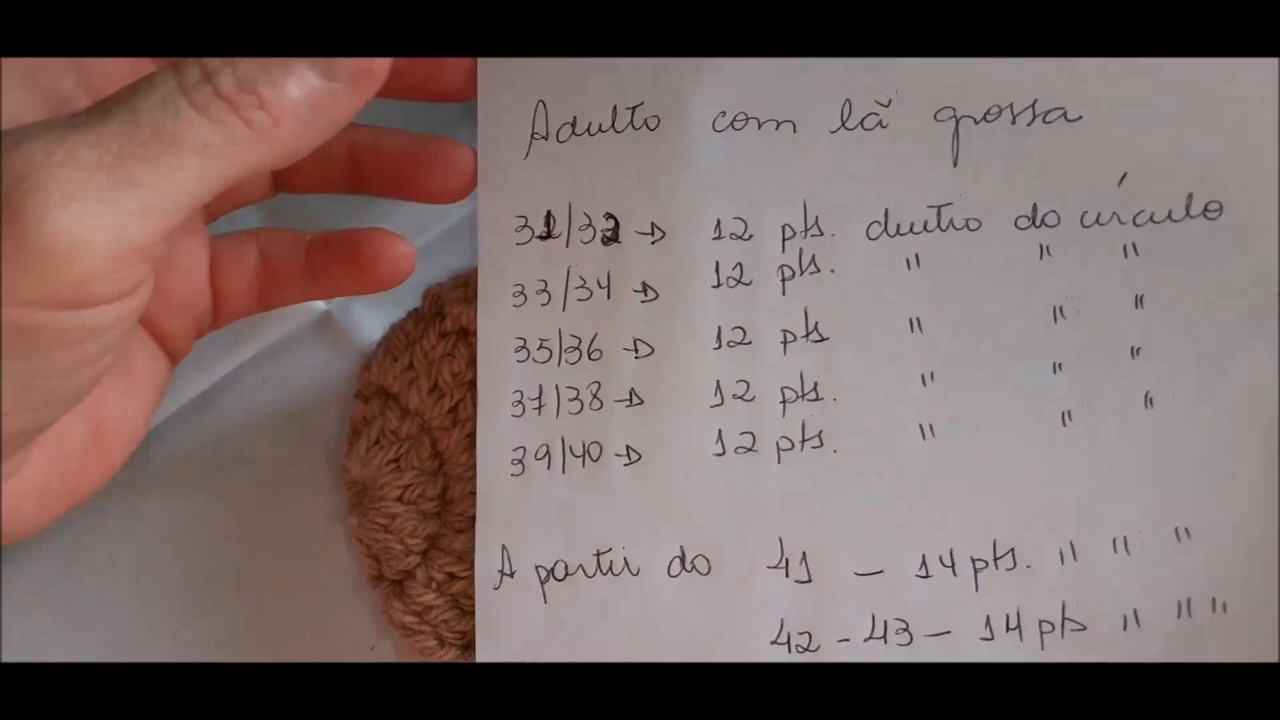 Adulto com lã grossa
31/32 → 12 pts. dentro do círculo
33/34 → 12 pts. " " "
35/36 → 12 pts " " "
37/38 → 12 pts. " " "
39/40 → 12 pts. " " "
A partir do 41 - 14 pts. " " "
42 - 43 - 14 pts " " "